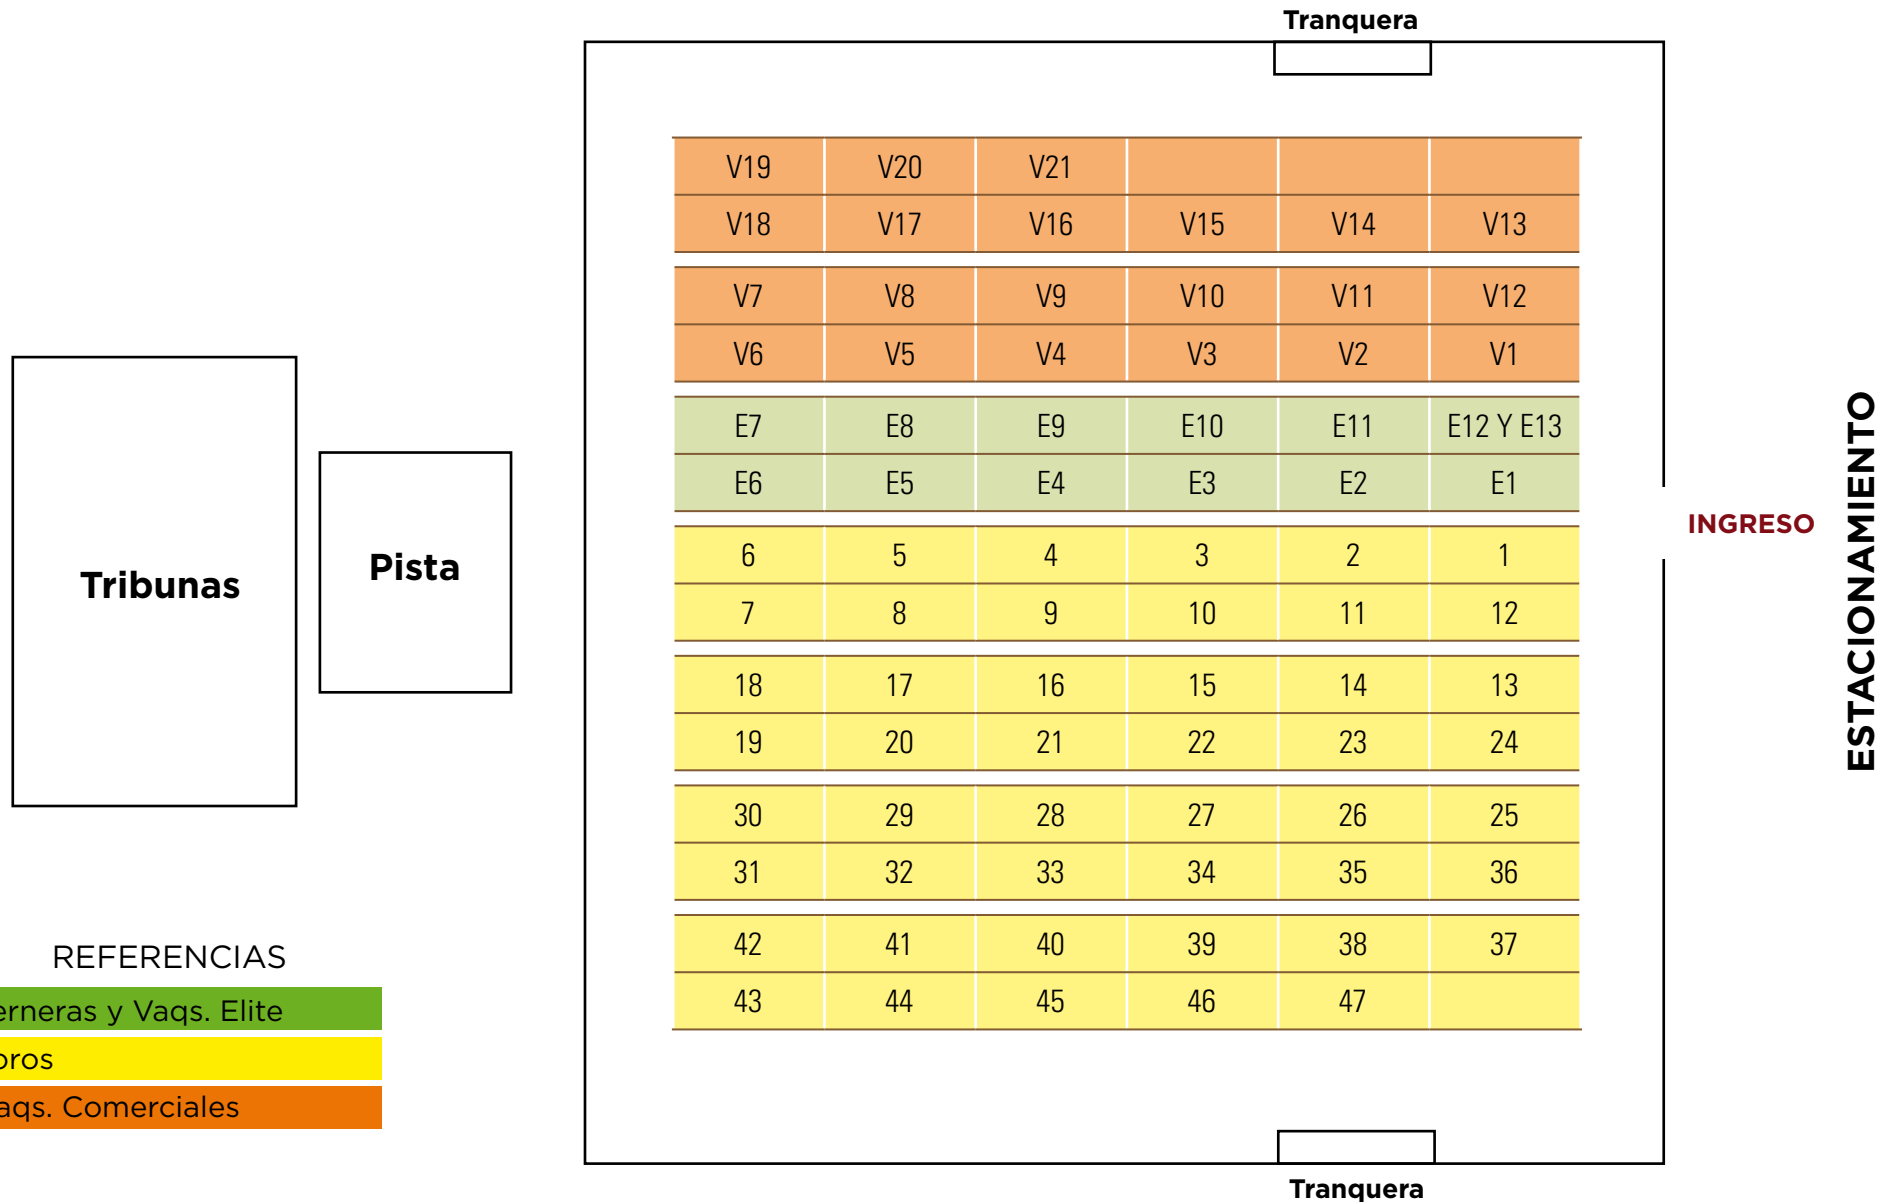 Tranquera
V19 V20 V21
V18 V17 V16 V15 V14 V13
V7 V8 V9 V10 V11 V12
V6 V5 V4 V3 V2 V1
E7 E8 E9 E10 E11 E12 Y E13
E6 E5 E4 E3 E2 E1
6 5 4 3 2 1
7 8 9 10 11 12
18 17 16 15 14 13
19 20 21 22 23 24
30 29 28 27 26 25
31 32 33 34 35 36
42 41 40 39 38 37
43 44 45 46 47
Tranquera
Tribunas
Pista
INGRESO
ESTACIONAMIENTO
REFERENCIAS
erneras y Vaqs. Elite
oros
aqs. Comerciales